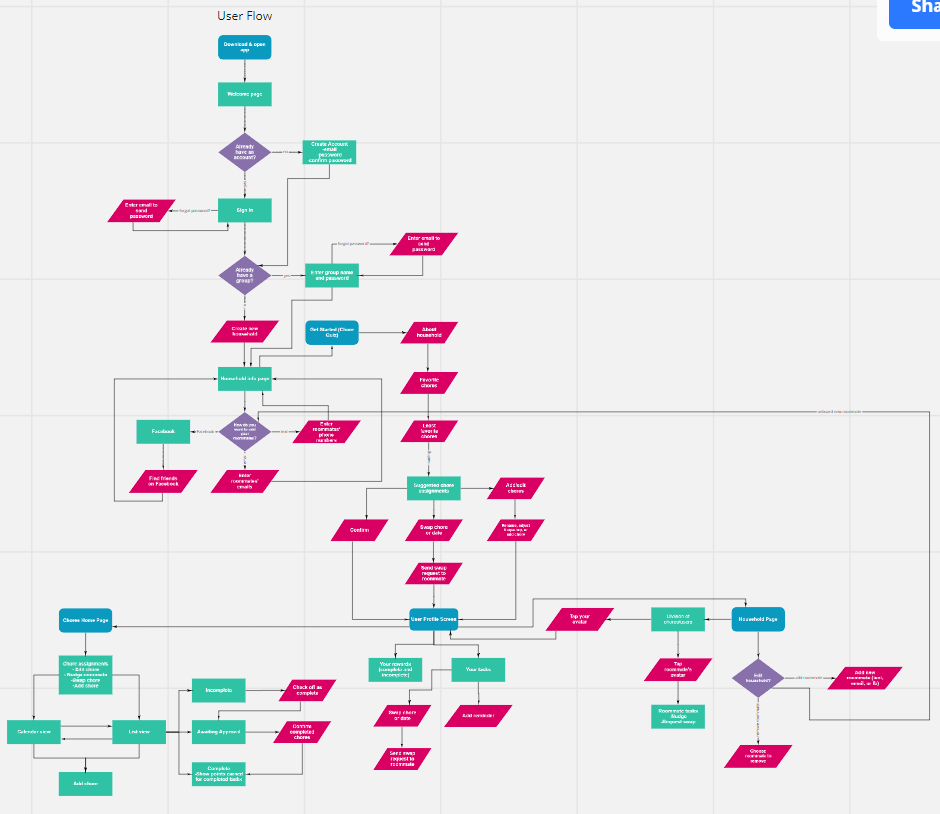 User Flow
Sha
Download & open
app
Welcome page
Already
have an
account?
no
Create Account
-email
password
confirm password
Enter email to
send
password
forgot password?
Sign in
Already
have a
group?
yes
Enter group name
and password
forgot password?
Enter email to
send
password
Create new
household
Get Started (Chore
Quiz)
About
household
Household info page
Favorite
chores
Facebook
Facebook
How do you
want to add
your
roommates?
text
Enter
roommates'
phone
numbers
Least
favorite
chores
Find friends
on Facebook
Enter
roommates'
emails
Suggested chore
assignments
Add/edit
chores
Confirm
Swap chore
or date
Rename, adjust
frequency, or
add chore
Send swap
request to
roommate
Chores Home Page
User Profile Screen
Tap your
avatar
Division of
chores/users
Household Page
Chore assignments
-Edit chore
-Nudge roommate
-Swap chore
-Add chore
Your rewards
(complete and
incomplete)
Your tasks
Tap
roommate's
avatar
Edit
household?
add roommate
Add new
roommate (text,
email, or fb)
Incomplete
Check off as
complete
Swap chore
or date
Add reminder
Roommate tasks
-Nudge
-Request swap
Calendar view
List view
Awaiting Approval
Confirm
completed
chores
Send swap
request to
roommate
Choose
roommate to
remove
Add chore
Complete
-Show points earned
for completed tasks